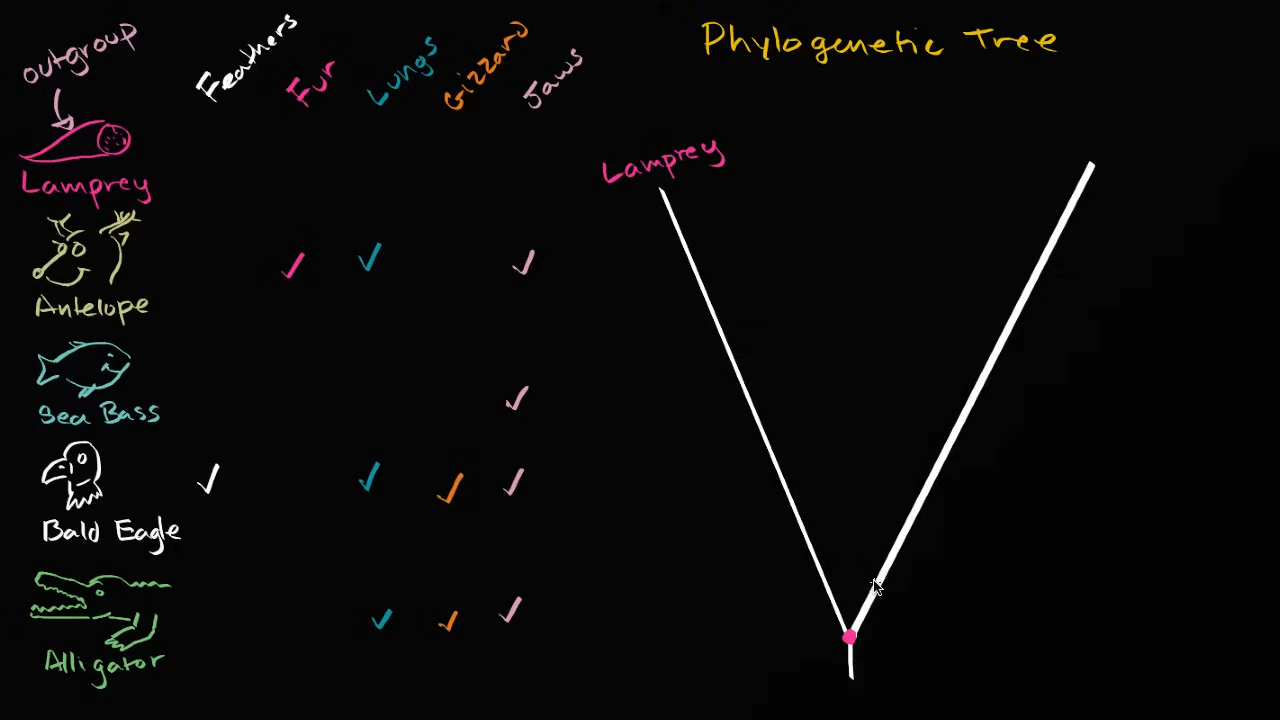 Phylogenetic Tree
outgroup
Feathers
Fur
Lungs
Gizzard
Jaws
Lamprey
Lamprey
Antelope
Sea Bass
Bald Eagle
Alligator